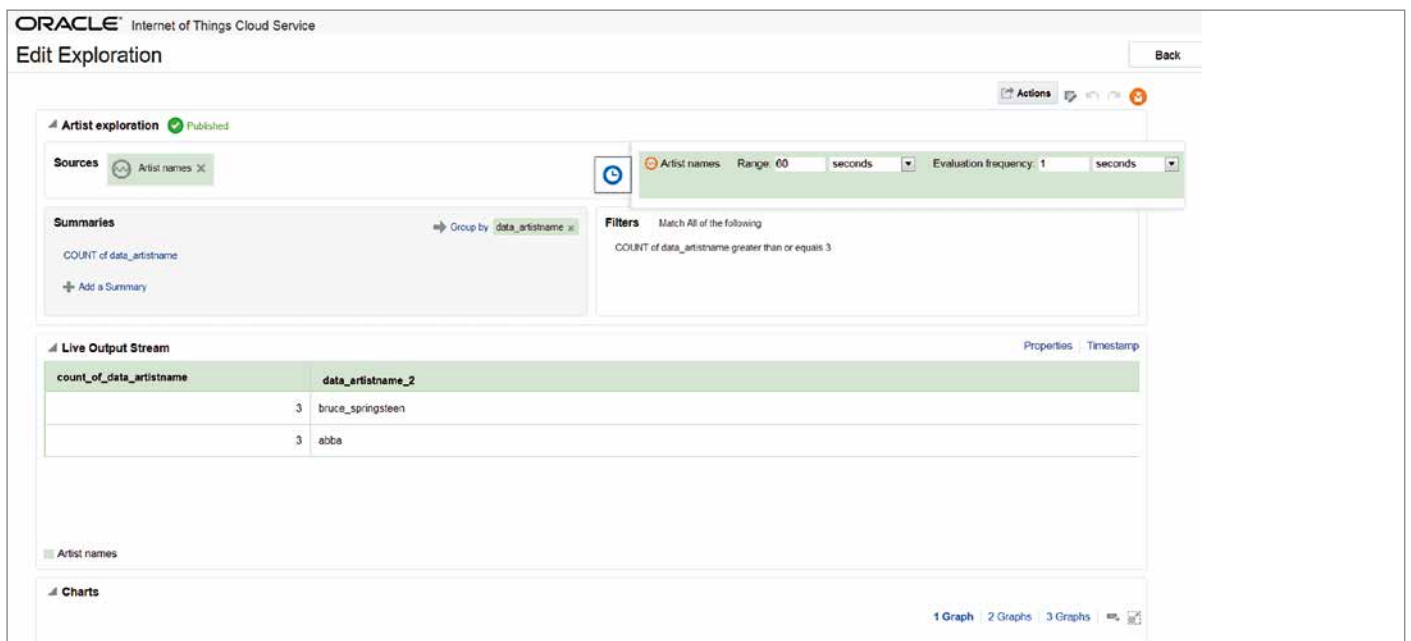 ORACLE Internet of Things Cloud Service
Edit Exploration
Back
Actions
Artist exploration Published
Sources Artist names
Artist names Range: 60 seconds Evaluation frequency: 1 seconds
Summaries
Group by data_artistname
COUNT of data_artistname
Add a Summary
Filters Match All of the following
COUNT of data_artistname greater than or equals 3
Live Output Stream
Properties Timestamp
count_of_data_artistname data_artistname_2
3 bruce_springsteen
3 abba
Artist names
Charts
1 Graph 2 Graphs 3 Graphs